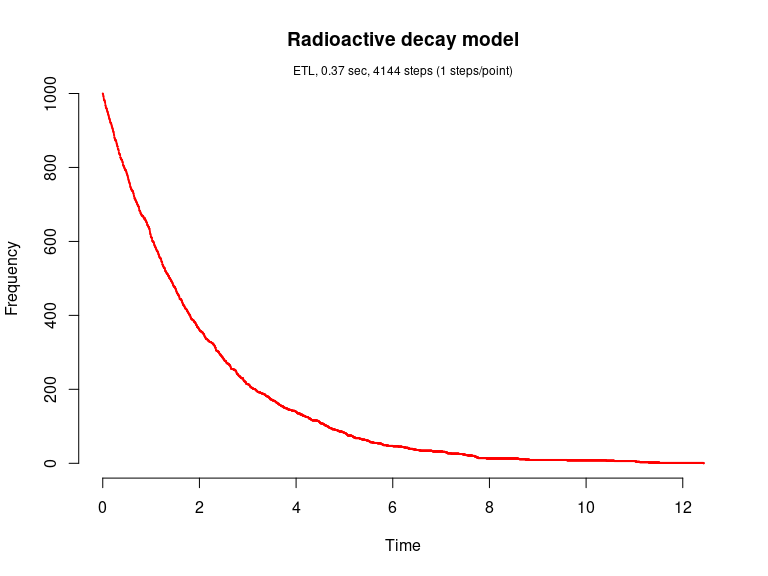 Radioactive decay model
ETL, 0.37 sec, 4144 steps (1 steps/point)
Frequency
1000
800
600
400
200
0
0 2 4 6 8 10 12
Time